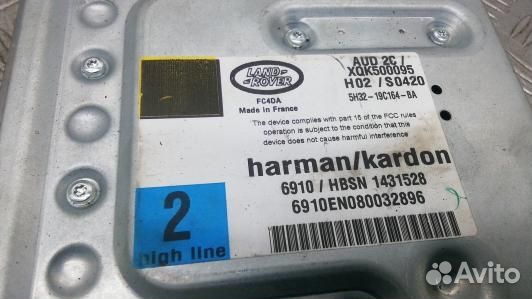 LAND-
ROVER
FC4DA
Made in France
AUD 2C /
XQK500095
H02 / S0420
5H32-19C164-BA
The device complies with part 15 of the FCC rules
operation is subject to the condition that this
device does not cause harmful interference
harman/kardon
6910 / HBSN 1431528
6910EN080032896
2
high line
Avito